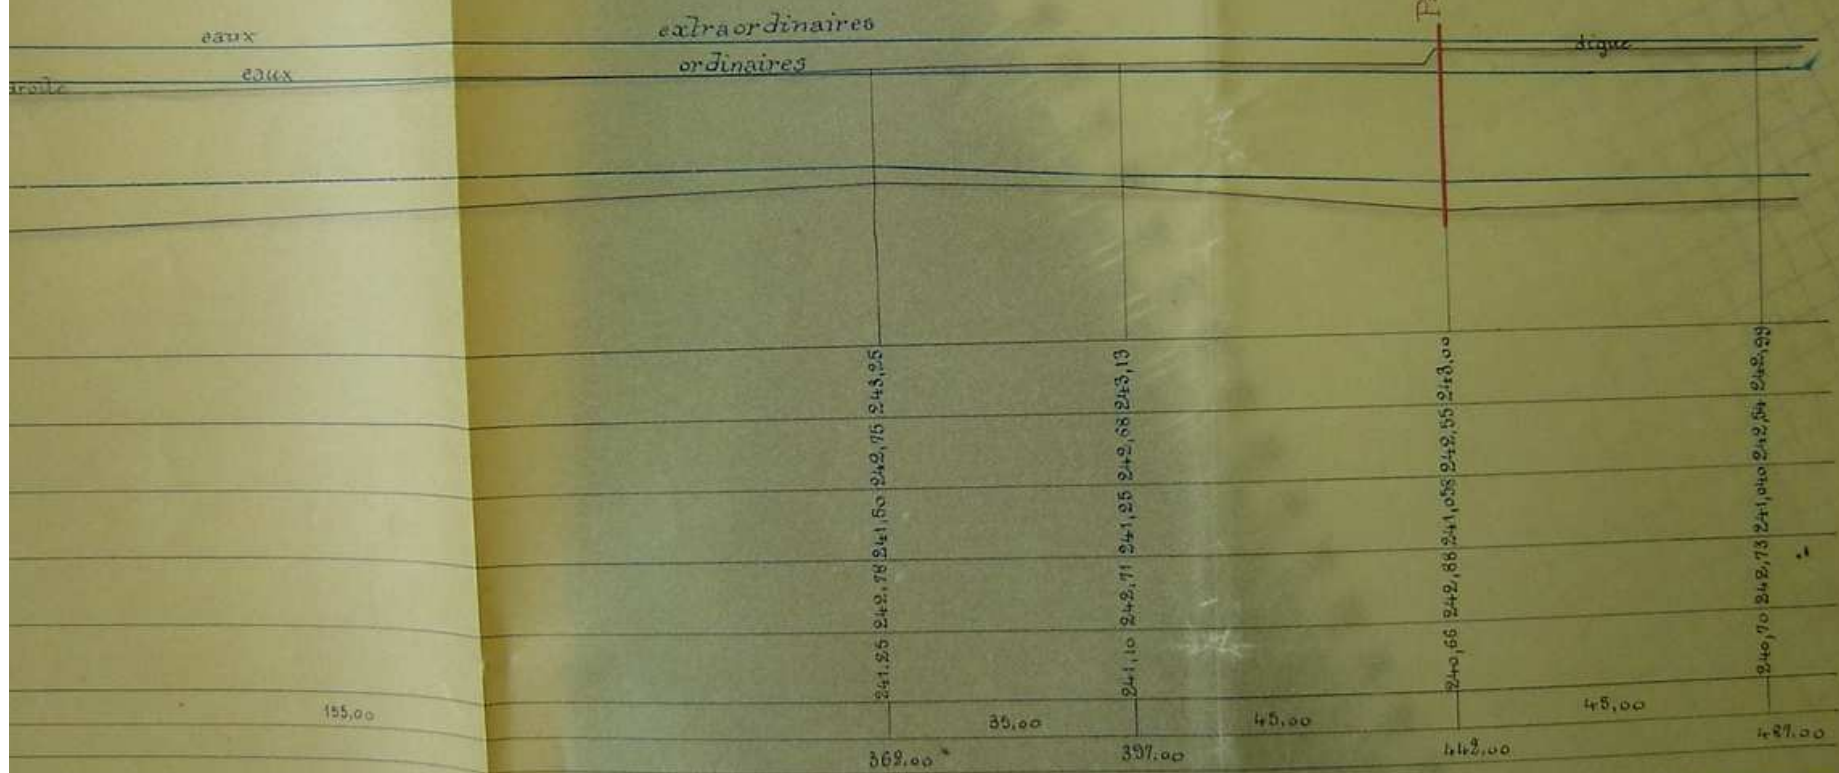 eaux extraordinaires
digue
eaux ordinaires
droite
243,25 243,13 243,00 242,99
242,75 242,68 242,55 242,54
241,50 241,25 241,058 241,040
242,78 242,71 242,88 242,73
241.25 241,10 240,66 240,70
155,00 35,00 45,00 45,00
362.00 397.00 442,00 487.00